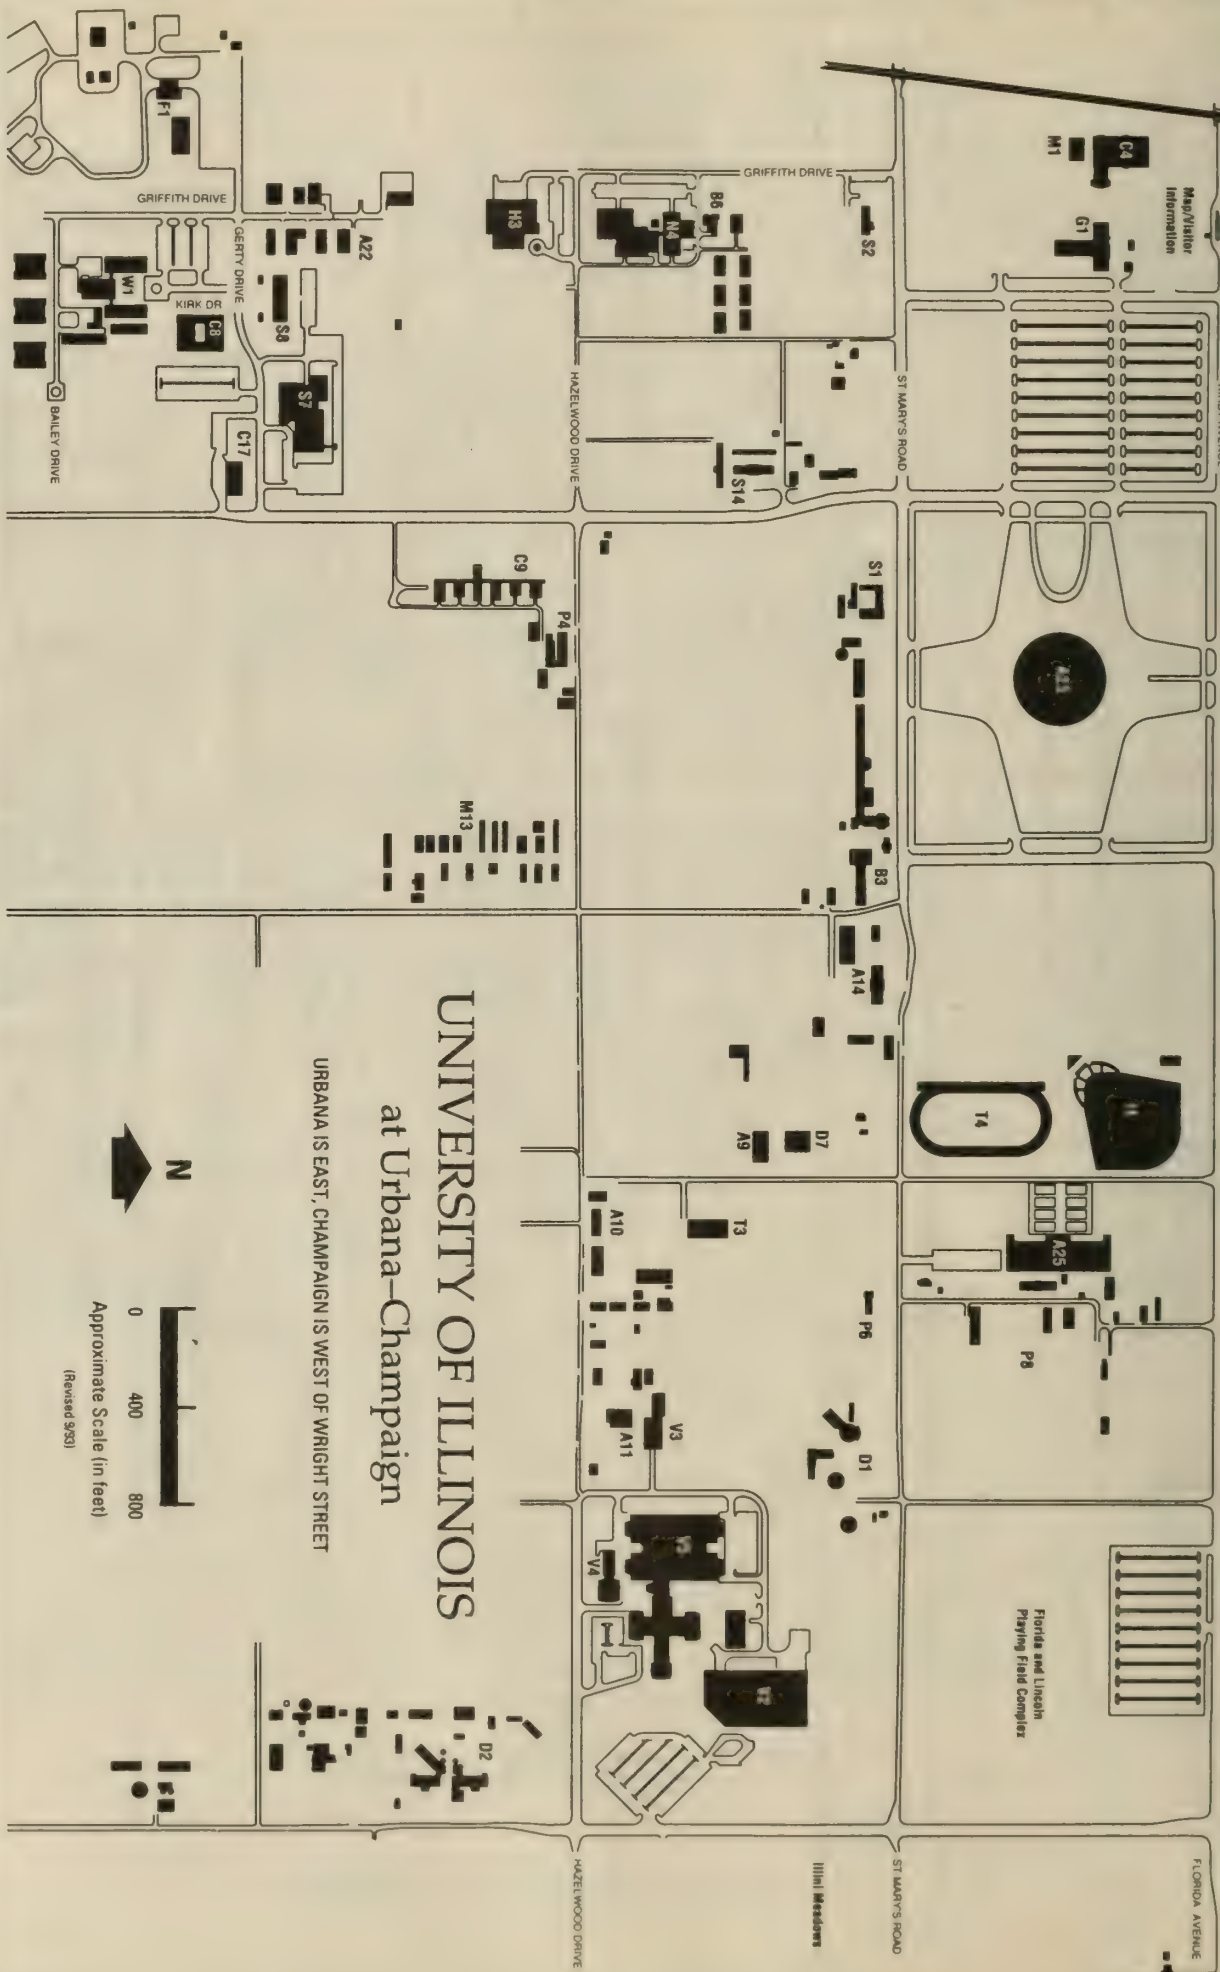 Map/Visitor
Information
C4
M1
G1
GRIFFITH DRIVE
S2
B6
N4
H3
ST MARY'S ROAD
HAZELWOOD DRIVE
S14
F1
GRIFFITH DRIVE
GERTY DRIVE
A22
KIRK DR
W1
C8
S8
S7
C17
BAILEY DRIVE
S1
C9
P4
M13
B3
A14
T4
D7
A9
A10
T3
A25
P6
P8
V3
A11
D1
V4
D2
Florida and Lincoln
Playing Field Complex
FLORIDA AVENUE
ST MARY'S ROAD
Illini Meadows
HAZELWOOD DRIVE
UNIVERSITY OF ILLINOIS
at Urbana–Champaign
URBANA IS EAST, CHAMPAIGN IS WEST OF WRIGHT STREET
N
0 400 800
Approximate Scale (in feet)
(Revised 9/93)